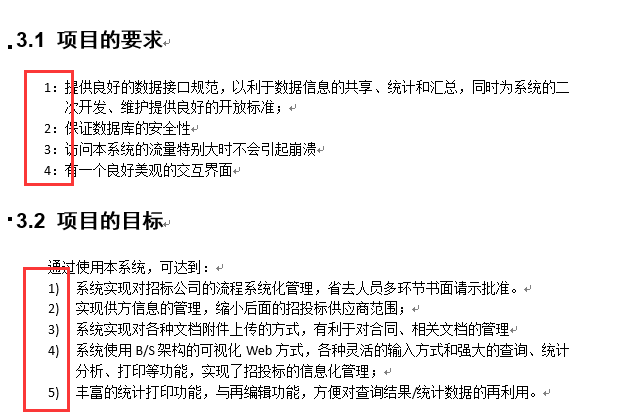 3.1 项目的要求
1：提供良好的数据接口规范，以利于数据信息的共享、统计和汇总，同时为系统的二
次开发、维护提供良好的开放标准；
2：保证数据库的安全性
3：访问本系统的流量特别大时不会引起崩溃
4：有一个良好美观的交互界面
3.2 项目的目标
通过使用本系统，可达到：
1) 系统实现对招标公司的流程系统化管理，省去人员多环节书面请示批准。
2) 实现供方信息的管理，缩小后面的招投标供应商范围；
3) 系统实现对各种文档附件上传的方式，有利于对合同、相关文档的管理
4) 系统使用 B/S 架构的可视化 Web 方式，各种灵活的输入方式和强大的查询、统计
分析、打印等功能，实现了招投标的信息化管理；
5) 丰富的统计打印功能，与再编辑功能，方便对查询结果/统计数据的再利用。